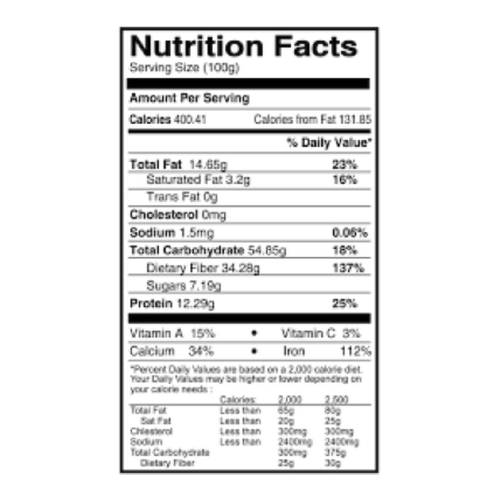 Nutrition Facts
Serving Size (100g)
Amount Per Serving
Calories 400.41 Calories from Fat 131.85
% Daily Value*
Total Fat 14.65g 23%
Saturated Fat 3.2g 16%
Trans Fat 0g
Cholesterol 0mg
Sodium 1.5mg 0.06%
Total Carbohydrate 54.85g 18%
Dietary Fiber 34.28g 137%
Sugars 7.19g
Protein 12.29g 25%
Vitamin A 15% • Vitamin C 3%
Calcium 34% • Iron 112%
*Percent Daily Values are based on a 2,000 calorie diet.
Your Daily Values may be higher or lower depending on
your calorie needs :
Calories: 2,000 2,500
Total Fat Less than 65g 80g
Sat Fat Less than 20g 25g
Chlesterol Less than 300mg 300mg
Sodium Less than 2400mg 2400mg
Total Carbohydrate 300mg 375g
Dietary Fiber 25g 30g